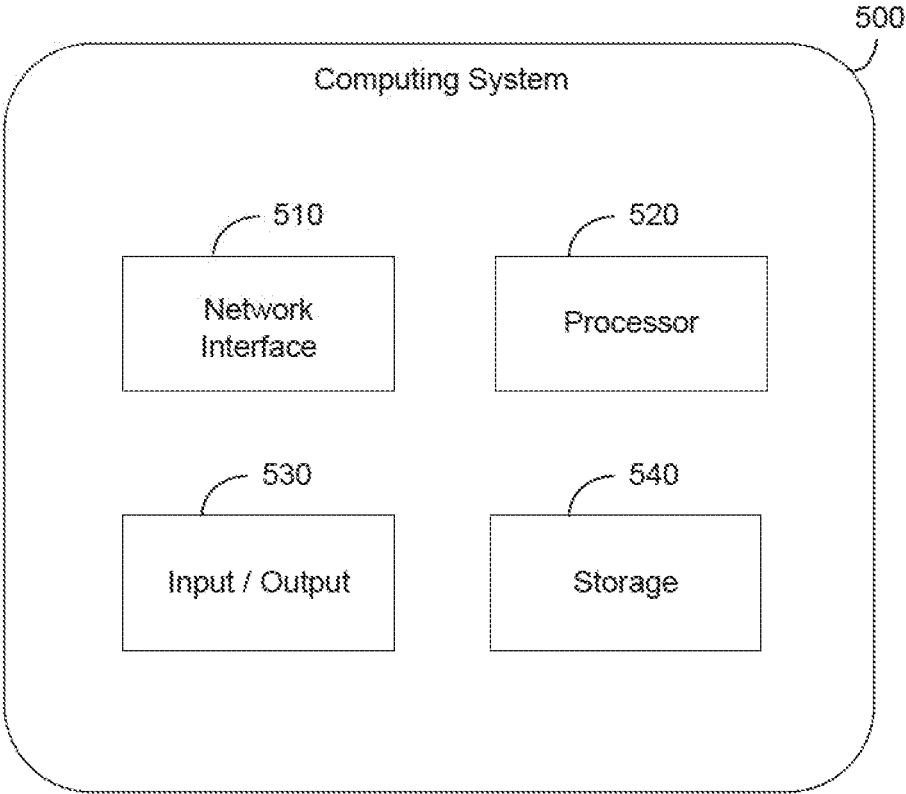 500
Computing System
510
520
Network
Interface
Processor
530
540
Input / Output
Storage